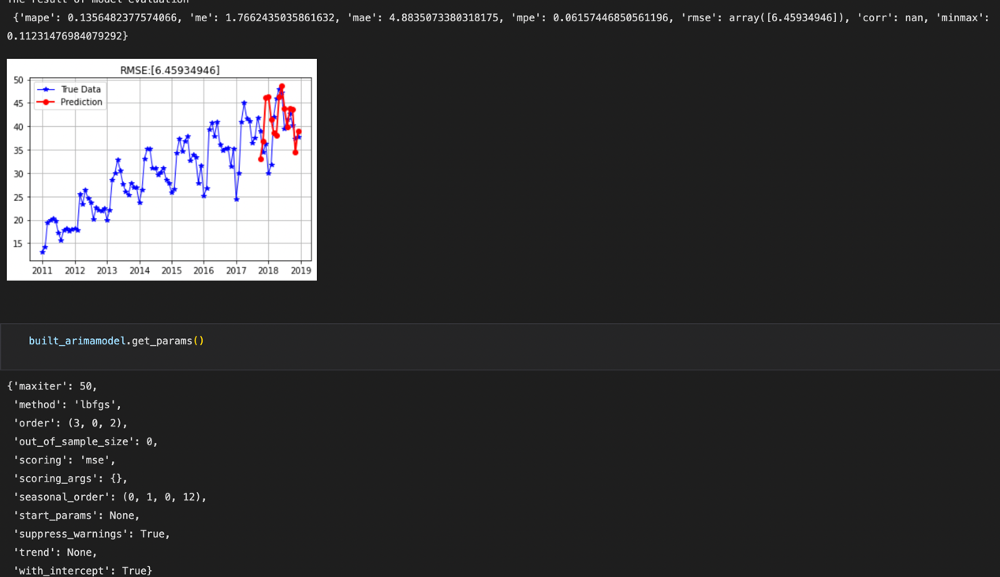 The result of model evaluation
{'mape': 0.1356482377574066, 'me': 1.7662435035861632, 'mae': 4.8835073380318175, 'mpe': 0.06157446850561196, 'rmse': array([6.45934946]), 'corr': nan, 'minmax':
0.11231476984079292}
RMSE:[6.45934946]
True Data
Prediction
50
45
40
35
30
25
20
15
2011 2012 2013 2014 2015 2016 2017 2018 2019
built_arimamodel.get_params()
{'maxiter': 50,
'method': 'lbfgs',
'order': (3, 0, 2),
'out_of_sample_size': 0,
'scoring': 'mse',
'scoring_args': {},
'seasonal_order': (0, 1, 0, 12),
'start_params': None,
'suppress_warnings': True,
'trend': None,
'with_intercept': True}